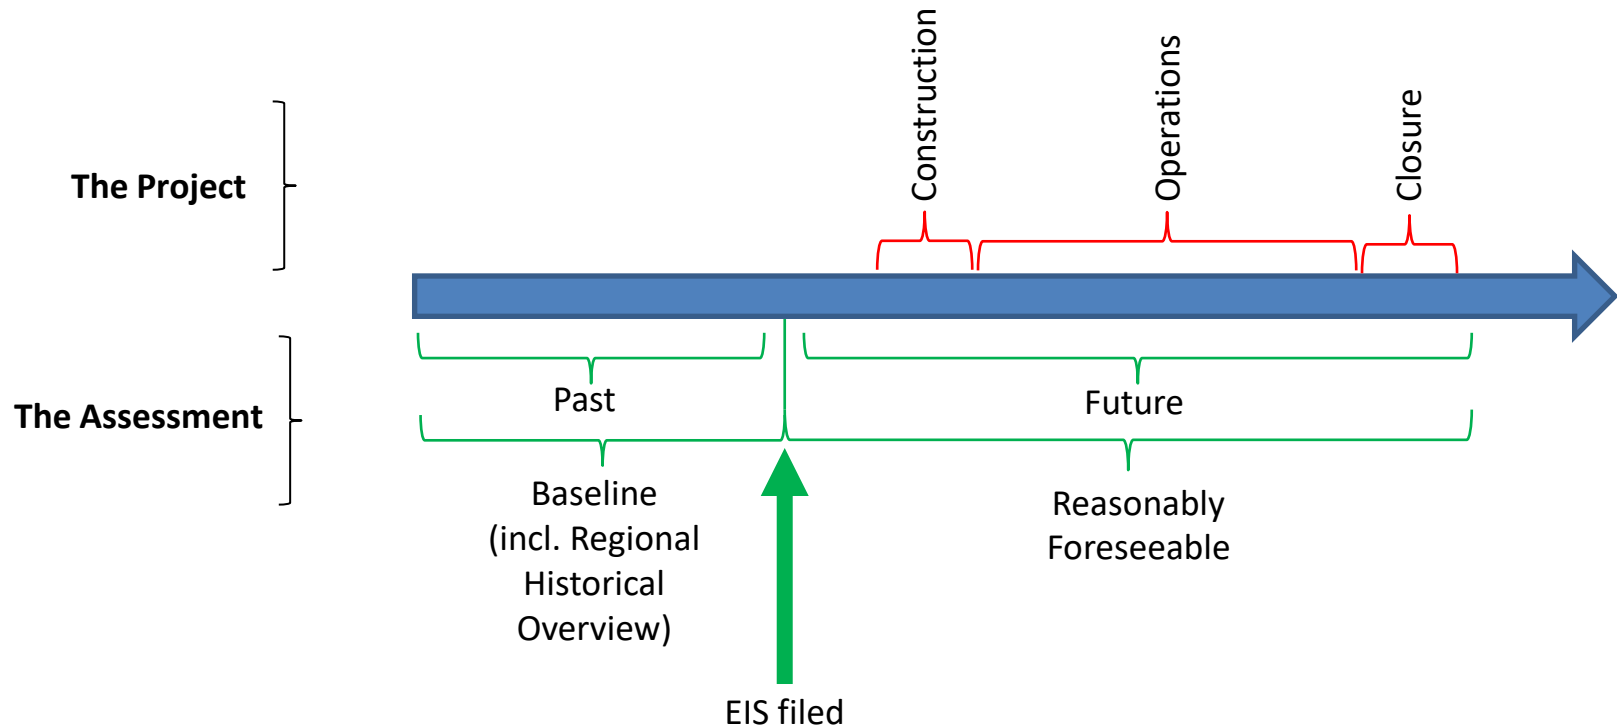 Construction
Operations
Closure
The Project
Past
Future
The Assessment
Baseline
(incl. Regional
Historical
Overview)
Reasonably
Foreseeable
EIS filed